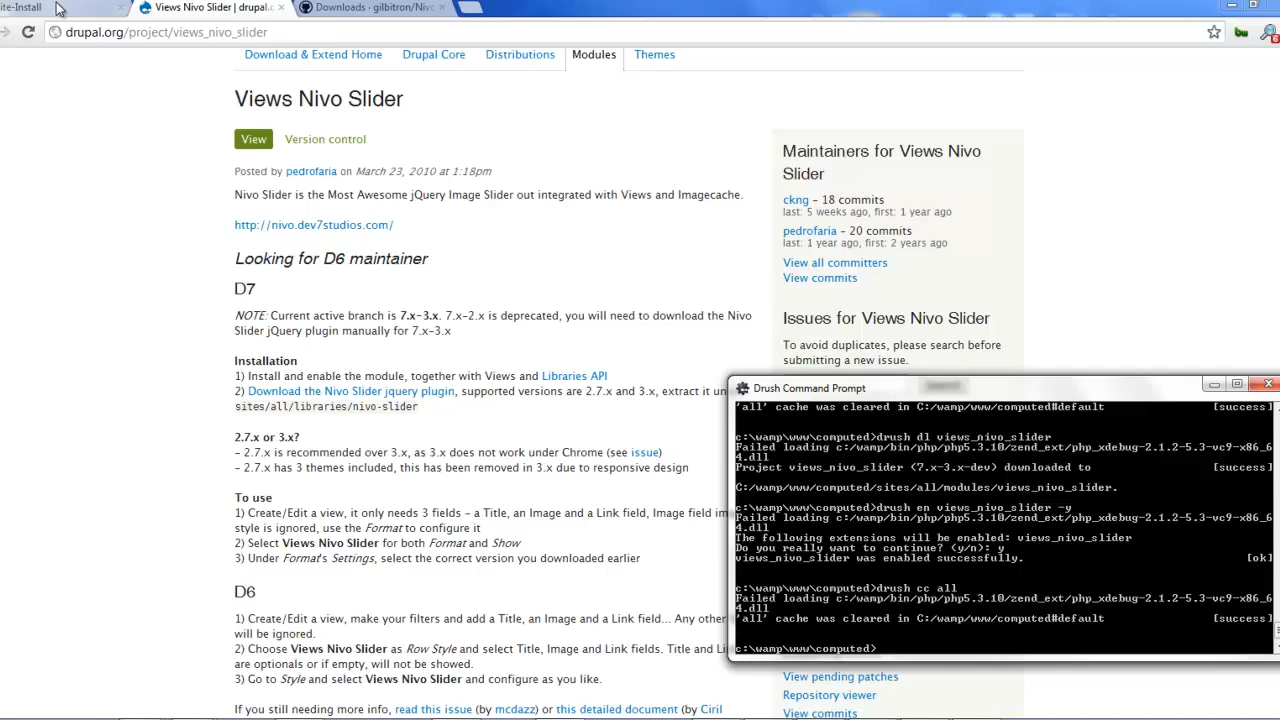 ite-Install
Views Nivo Slider | drupal.c
Downloads · gilbitron/Nivo
drupal.org/project/views_nivo_slider
Download & Extend Home
Drupal Core
Distributions
Modules
Themes
Views Nivo Slider
View
Version control
Posted by pedrofaria on March 23, 2010 at 1:18pm
Nivo Slider is the Most Awesome jQuery Image Slider out integrated with Views and Imagecache.
http://nivo.dev7studios.com/
Looking for D6 maintainer
D7
NOTE: Current active branch is 7.x-3.x. 7.x-2.x is deprecated, you will need to download the Nivo
Slider jQuery plugin manually for 7.x-3.x
Installation
1) Install and enable the module, together with Views and Libraries API
2) Download the Nivo Slider jquery plugin, supported versions are 2.7.x and 3.x, extract it un
sites/all/libraries/nivo-slider
2.7.x or 3.x?
- 2.7.x is recommended over 3.x, as 3.x does not work under Chrome (see issue)
- 2.7.x has 3 themes included, this has been removed in 3.x due to responsive design
To use
1) Create/Edit a view, it only needs 3 fields - a Title, an Image and a Link field, Image field im
style is ignored, use the Format to configure it
2) Select Views Nivo Slider for both Format and Show
3) Under Format's Settings, select the correct version you downloaded earlier
D6
1) Create/Edit a view, make your filters and add a Title, an Image and a Link field... Any other
will be ignored.
2) Choose Views Nivo Slider as Row Style and select Title, Image and Link fields. Title and Lin
are optionals or if empty, will not be showed.
3) Go to Style and select Views Nivo Slider and configure as you like.
If you still needing more info, read this issue (by mcdazz) or this detailed document (by Ciril
Maintainers for Views Nivo
Slider
ckng - 18 commits
last: 5 weeks ago, first: 1 year ago
pedrofaria - 20 commits
last: 1 year ago, first: 2 years ago
View all committers
View commits
Issues for Views Nivo Slider
To avoid duplicates, please search before
submitting a new issue.
Drush Command Prompt
'all' cache was cleared in C:/wamp/www/computed#default [success]
c:\wamp\www\computed>drush dl views_nivo_slider
Failed loading c:/wamp/bin/php/php5.3.10/zend_ext/php_xdebug-2.1.2-5.3-vc9-x86_6
4.dll
Project views_nivo_slider (7.x-3.x-dev) downloaded to [success]
C:/wamp/www/computed/sites/all/modules/views_nivo_slider.
c:\wamp\www\computed>drush en views_nivo_slider -y
Failed loading c:/wamp/bin/php/php5.3.10/zend_ext/php_xdebug-2.1.2-5.3-vc9-x86_6
4.dll
The following extensions will be enabled: views_nivo_slider
Do you really want to continue? (y/n): y
views_nivo_slider was enabled successfully. [ok]
c:\wamp\www\computed>drush cc all
Failed loading c:/wamp/bin/php/php5.3.10/zend_ext/php_xdebug-2.1.2-5.3-vc9-x86_6
4.dll
'all' cache was cleared in C:/wamp/www/computed#default [success]
c:\wamp\www\computed>
View pending patches
Repository viewer
View commits